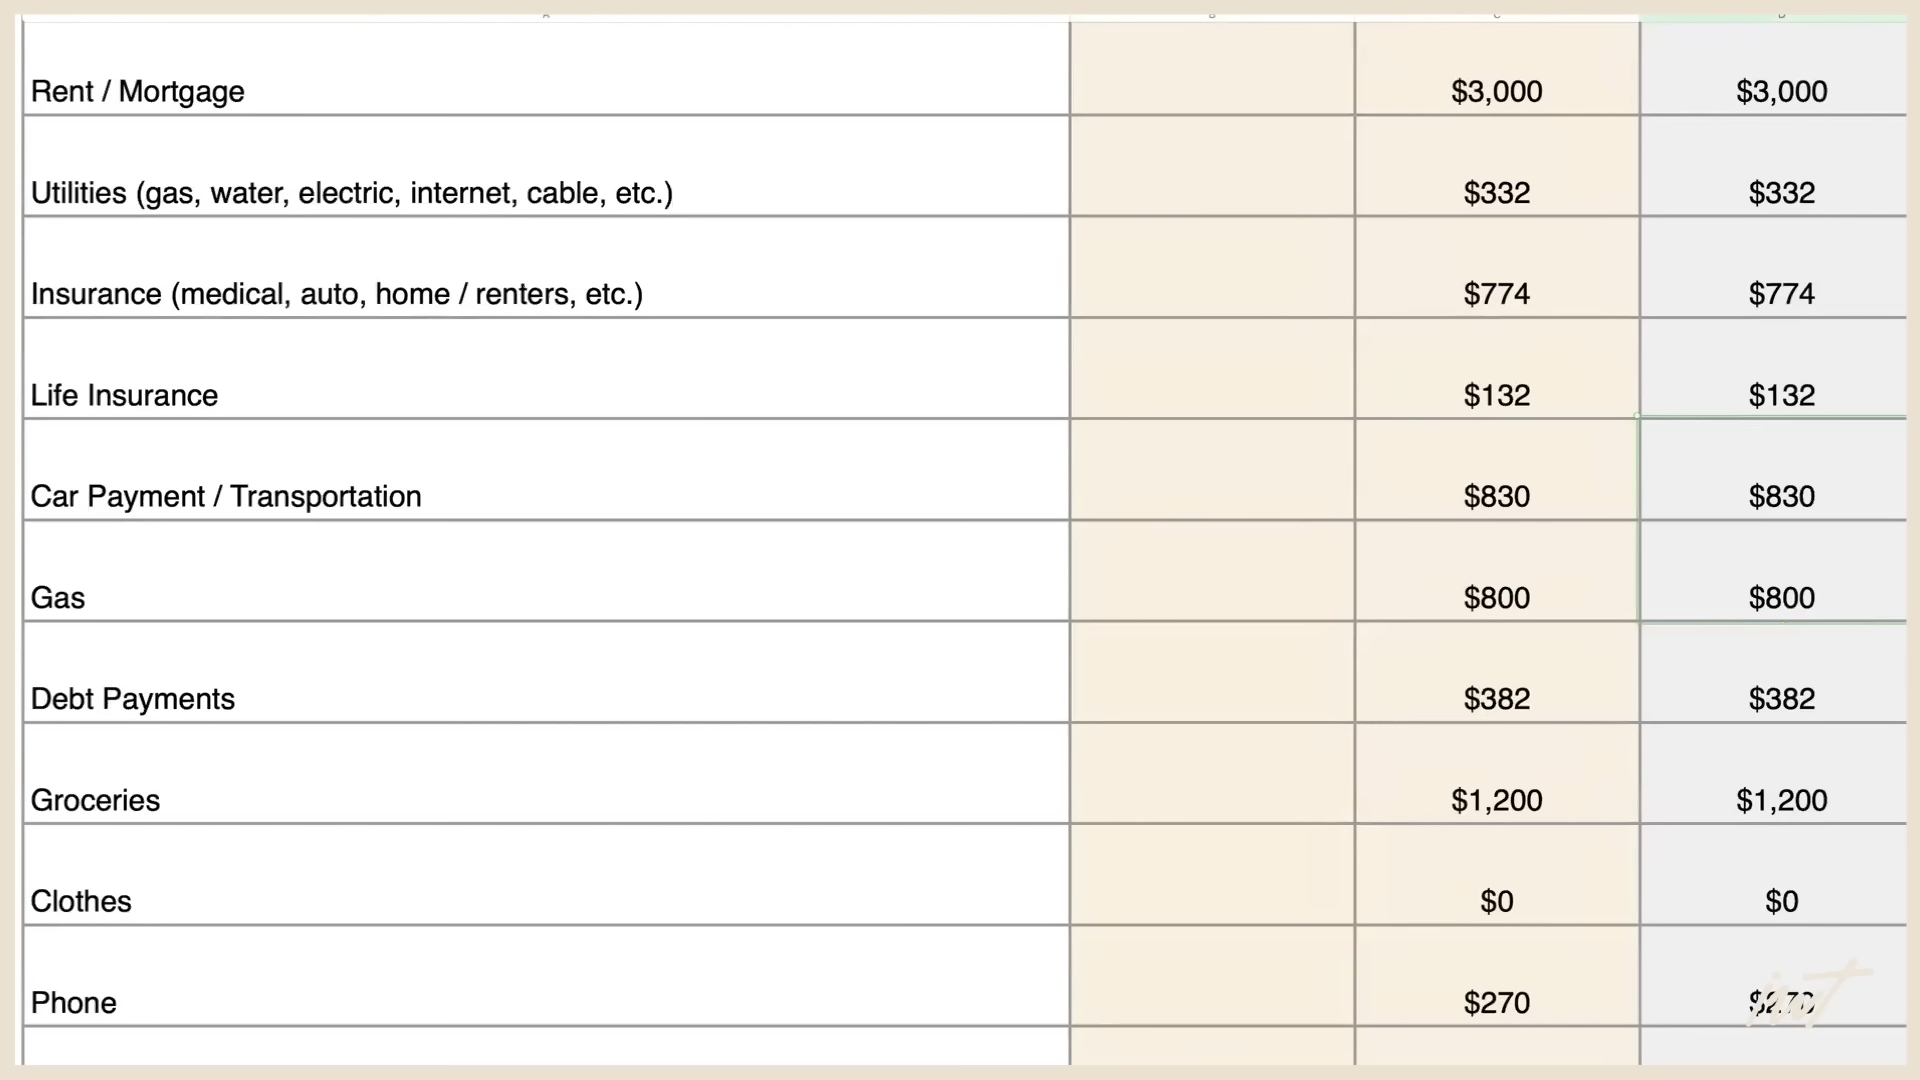 Rent / Mortgage $3,000 $3,000
Utilities (gas, water, electric, internet, cable, etc.) $332 $332
Insurance (medical, auto, home / renters, etc.) $774 $774
Life Insurance $132 $132
Car Payment / Transportation $830 $830
Gas $800 $800
Debt Payments $382 $382
Groceries $1,200 $1,200
Clothes $0 $0
Phone $270 $270